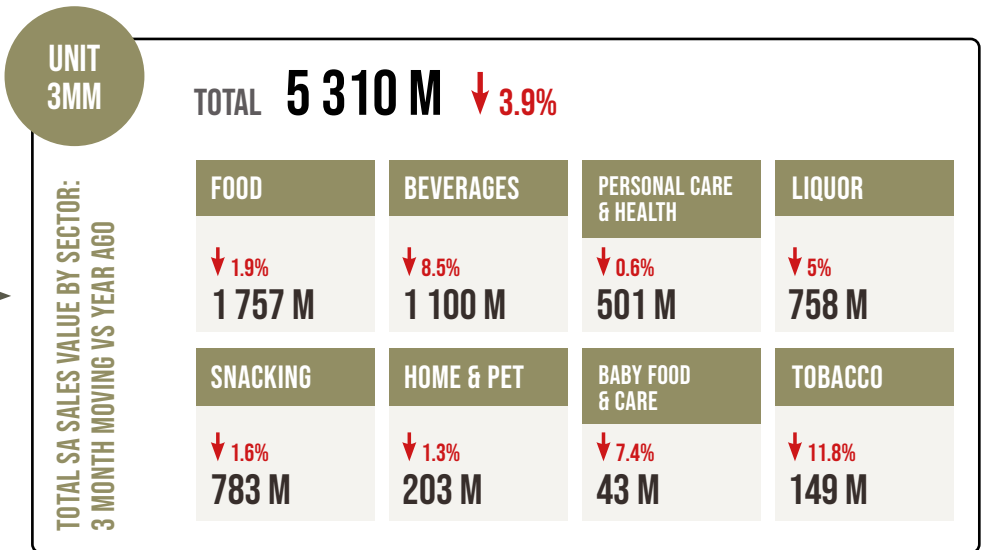 UNIT
3MM
TOTAL 5 310 M 3.9%
TOTAL SA SALES VALUE BY SECTOR:
3 MONTH MOVING VS YEAR AGO
FOOD
1.9%
1 757 M
BEVERAGES
8.5%
1 100 M
PERSONAL CARE
& HEALTH
0.6%
501 M
LIQUOR
5%
758 M
SNACKING
1.6%
783 M
HOME & PET
1.3%
203 M
BABY FOOD
& CARE
7.4%
43 M
TOBACCO
11.8%
149 M